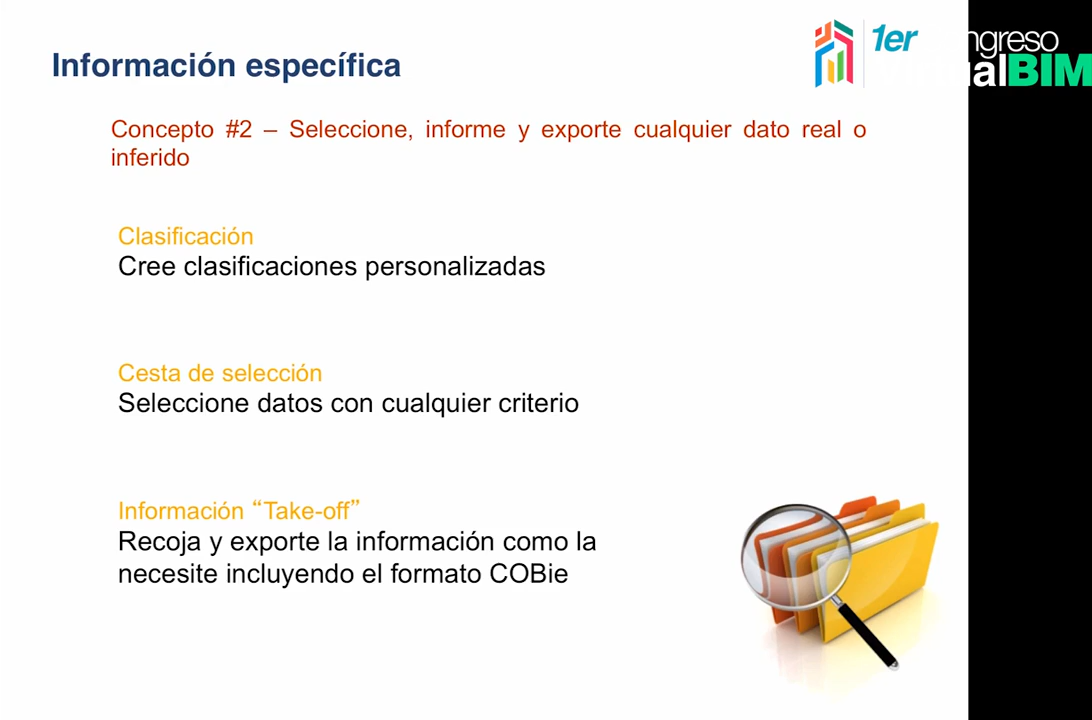 Información específica
1er
ngreso
ualBIM
Concepto #2 – Seleccione, informe y exporte cualquier dato real o
inferido
Clasificación
Cree clasificaciones personalizadas
Cesta de selección
Seleccione datos con cualquier criterio
Información “Take-off”
Recoja y exporte la información como la
necesite incluyendo el formato COBie